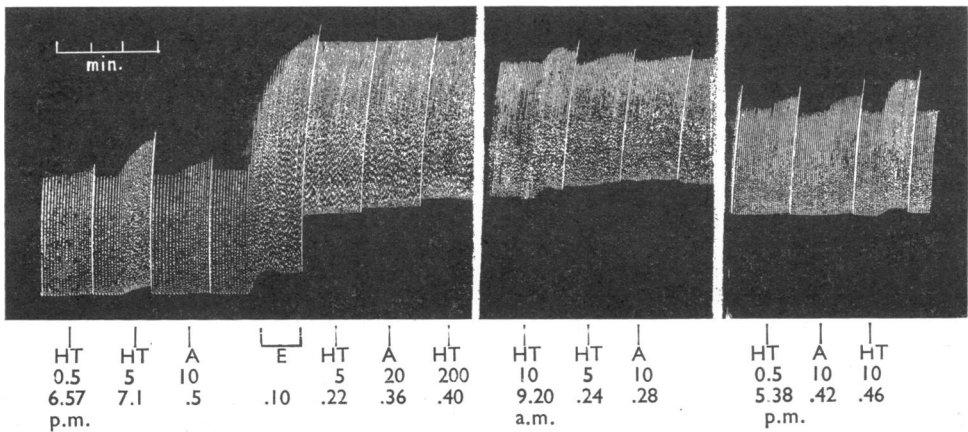 min.
HT HT A E HT A HT HT HT A HT A HT
0.5 5 10 5 20 200 10 5 10 0.5 10 10
6.57 7.1 .5 .10 .22 .36 .40 9.20 .24 .28 5.38 .42 .46
p.m. a.m. p.m.